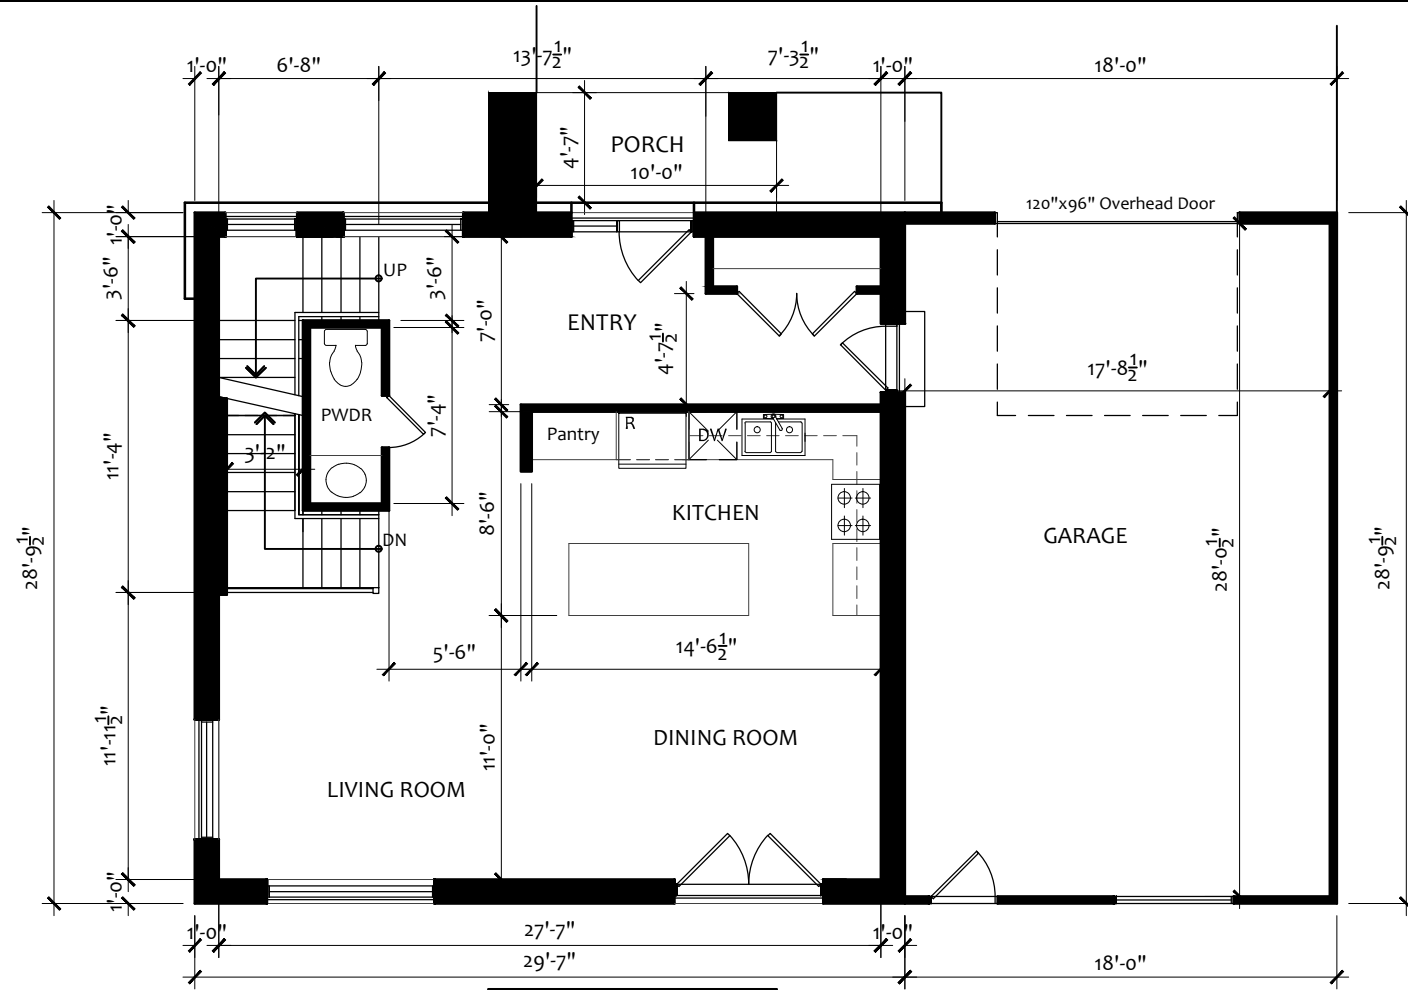 1'-0" 6'-8" 13'-7½" 7'-3½" 1'-0" 18'-0"
4'-7"
PORCH
10'-0"
120"x96" Overhead Door
1'-0"
3'-6"
UP
3'-6"
7'-0"
ENTRY
4'-7½"
17'-8½"
PWDR
7'-4"
Pantry
R
DW
11'-4"
3'-2"
8'-6"
KITCHEN
GARAGE
28'-9½"
DN
28'-0½"
28'-9½"
5'-6"
14'-6½"
11'-11½"
11'-0"
DINING ROOM
LIVING ROOM
1'-0"
1'-0" 27'-7" 1'-0"
29'-7" 18'-0"